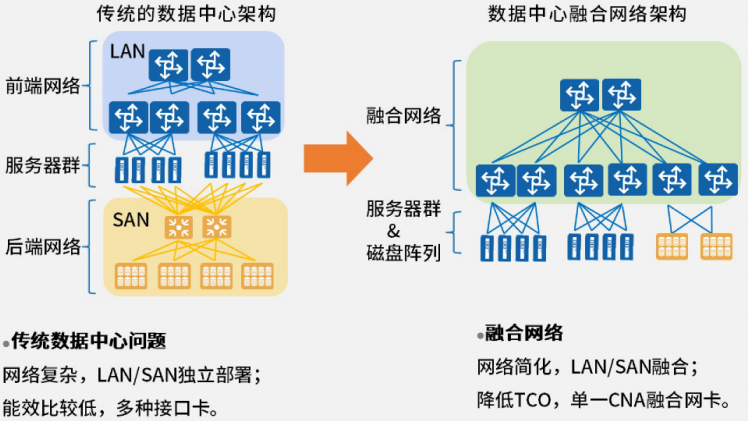 传统的数据中心架构
LAN
前端网络
服务器群
SAN
后端网络
•传统数据中心问题
网络复杂，LAN/SAN独立部署；
能效比较低，多种接口卡。
数据中心融合网络架构
融合网络
服务器群
&
磁盘阵列
•融合网络
网络简化，LAN/SAN融合；
降低TCO，单一CNA融合网卡。